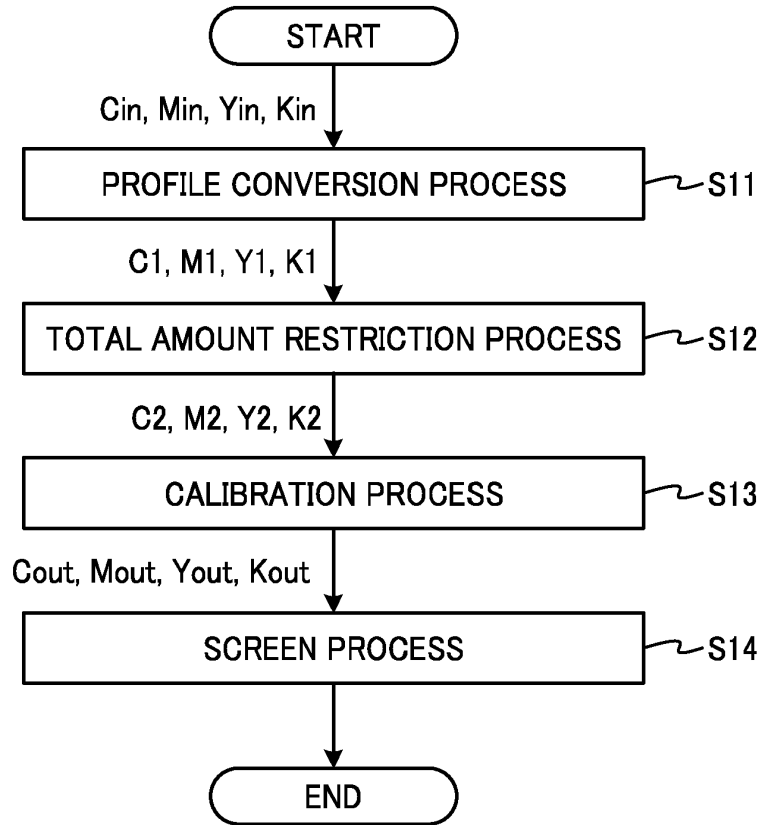 START
Cin, Min, Yin, Kin
PROFILE CONVERSION PROCESS
S11
C1, M1, Y1, K1
TOTAL AMOUNT RESTRICTION PROCESS
S12
C2, M2, Y2, K2
CALIBRATION PROCESS
S13
Cout, Mout, Yout, Kout
SCREEN PROCESS
S14
END